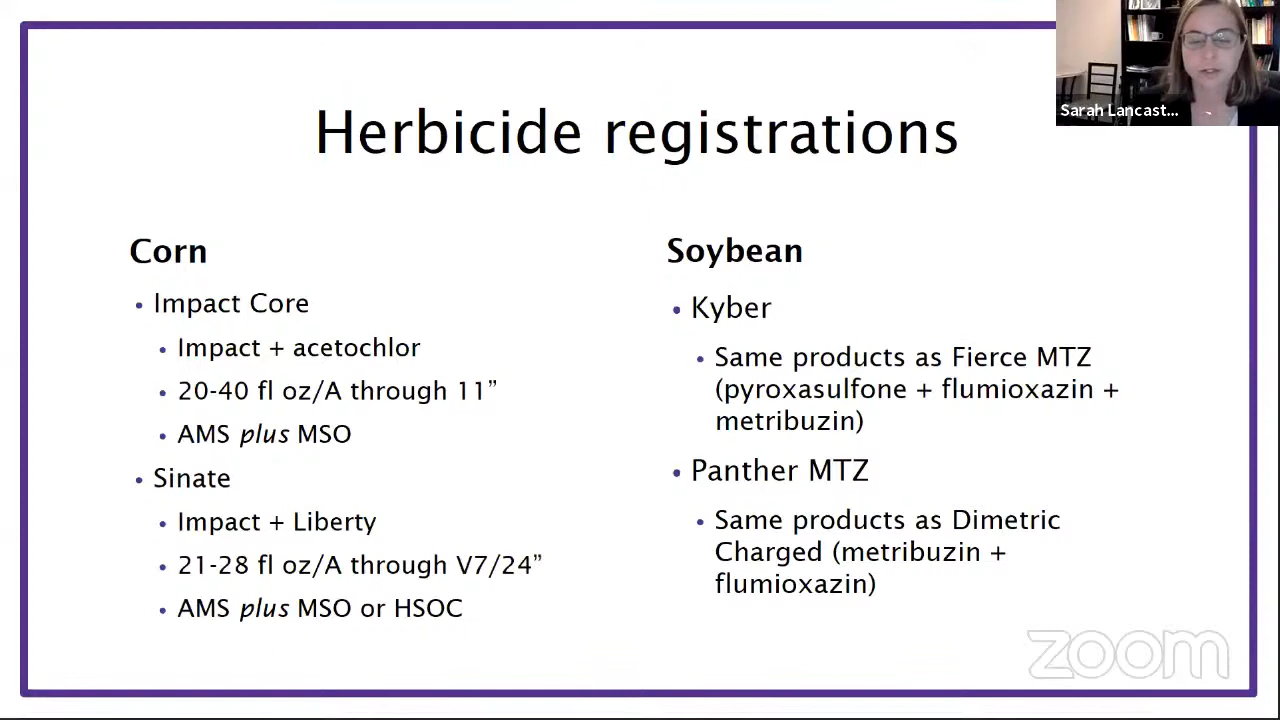 Sarah Lancast...
Herbicide registrations
Corn
• Impact Core
• Impact + acetochlor
• 20-40 fl oz/A through 11”
• AMS plus MSO
• Sinate
• Impact + Liberty
• 21-28 fl oz/A through V7/24”
• AMS plus MSO or HSOC
Soybean
• Kyber
• Same products as Fierce MTZ
(pyroxasulfone + flumioxazin +
metribuzin)
• Panther MTZ
• Same products as Dimetric
Charged (metribuzin +
flumioxazin)
zoom